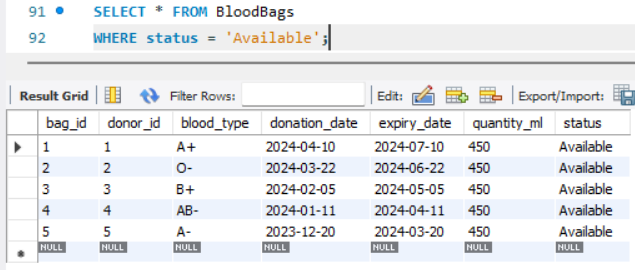 91 SELECT * FROM BloodBags
92 WHERE status = 'Available';
Result Grid Filter Rows: Edit: Export/Import:
bag_id donor_id blood_type donation_date expiry_date quantity_ml status
1 1 A+ 2024-04-10 2024-07-10 450 Available
2 2 O- 2024-03-22 2024-06-22 450 Available
3 3 B+ 2024-02-05 2024-05-05 450 Available
4 4 AB- 2024-01-11 2024-04-11 450 Available
5 5 A- 2023-12-20 2024-03-20 450 Available
NULL NULL NULL NULL NULL NULL NULL